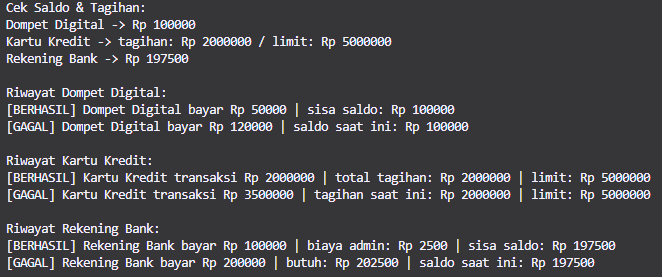 Cek Saldo & Tagihan:
Dompet Digital -> Rp 100000
Kartu Kredit -> tagihan: Rp 2000000 / limit: Rp 5000000
Rekening Bank -> Rp 197500
Riwayat Dompet Digital:
[BERHASIL] Dompet Digital bayar Rp 50000 | sisa saldo: Rp 100000
[GAGAL] Dompet Digital bayar Rp 120000 | saldo saat ini: Rp 100000
Riwayat Kartu Kredit:
[BERHASIL] Kartu Kredit transaksi Rp 2000000 | total tagihan: Rp 2000000 | limit: Rp 5000000
[GAGAL] Kartu Kredit transaksi Rp 3500000 | tagihan saat ini: Rp 2000000 | limit: Rp 5000000
Riwayat Rekening Bank:
[BERHASIL] Rekening Bank bayar Rp 100000 | biaya admin: Rp 2500 | sisa saldo: Rp 197500
[GAGAL] Rekening Bank bayar Rp 200000 | butuh: Rp 202500 | saldo saat ini: Rp 197500